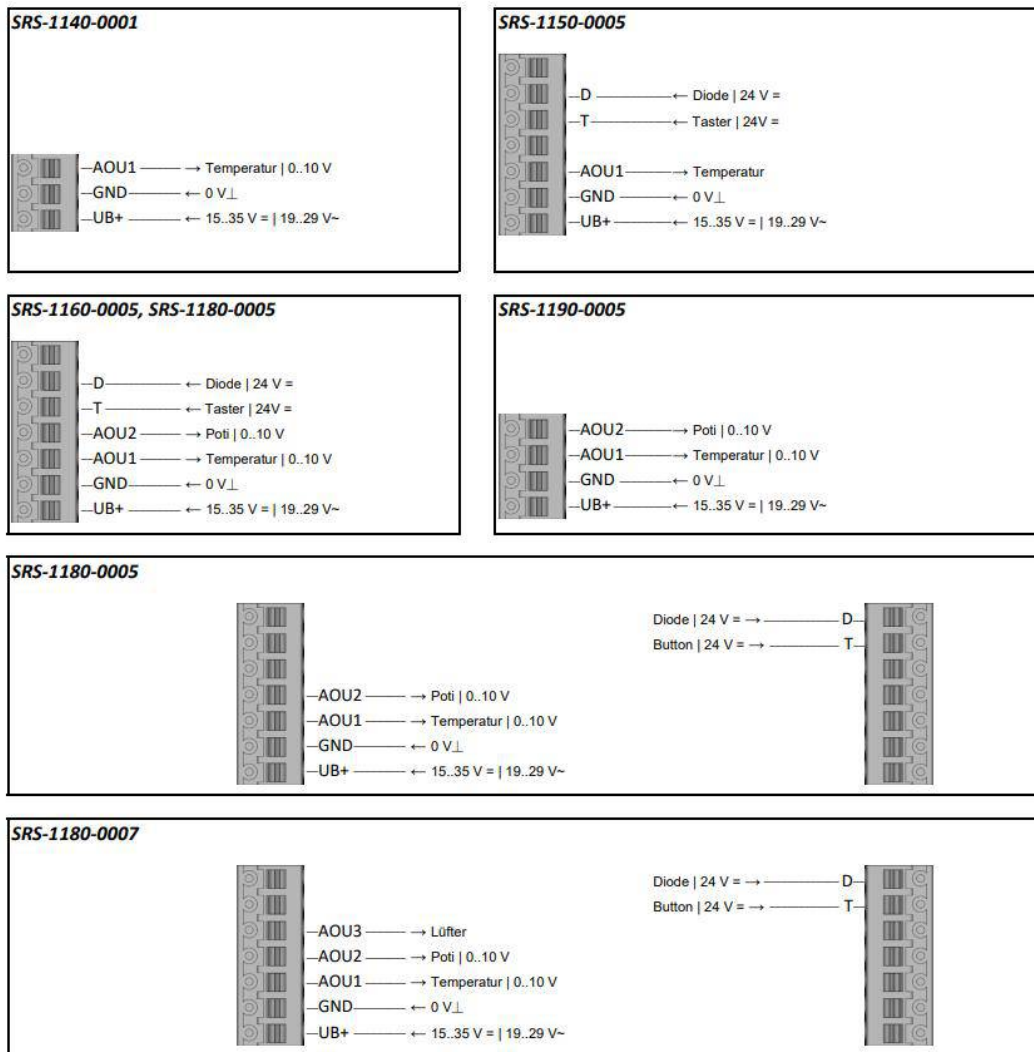 SRS-1140-0001
AOU1 → Temperatur | 0..10 V
GND ← 0 V⊥
UB+ ← 15..35 V = | 19..29 V~
SRS-1150-0005
D ← Diode | 24 V =
T ← Taster | 24V =
AOU1 → Temperatur
GND ← 0 V⊥
UB+ ← 15..35 V = | 19..29 V~
SRS-1160-0005, SRS-1180-0005
D ← Diode | 24 V =
T ← Taster | 24V =
AOU2 → Poti | 0..10 V
AOU1 → Temperatur | 0..10 V
GND ← 0 V⊥
UB+ ← 15..35 V = | 19..29 V~
SRS-1190-0005
AOU2 → Poti | 0..10 V
AOU1 → Temperatur | 0..10 V
GND ← 0 V⊥
UB+ ← 15..35 V = | 19..29 V~
SRS-1180-0005
AOU2 → Poti | 0..10 V
AOU1 → Temperatur | 0..10 V
GND ← 0 V⊥
UB+ ← 15..35 V = | 19..29 V~
Diode | 24 V = → D
Button | 24 V = → T
SRS-1180-0007
AOU3 → Lüfter
AOU2 → Poti | 0..10 V
AOU1 → Temperatur | 0..10 V
GND ← 0 V⊥
UB+ ← 15..35 V = | 19..29 V~
Diode | 24 V = → D
Button | 24 V = → T